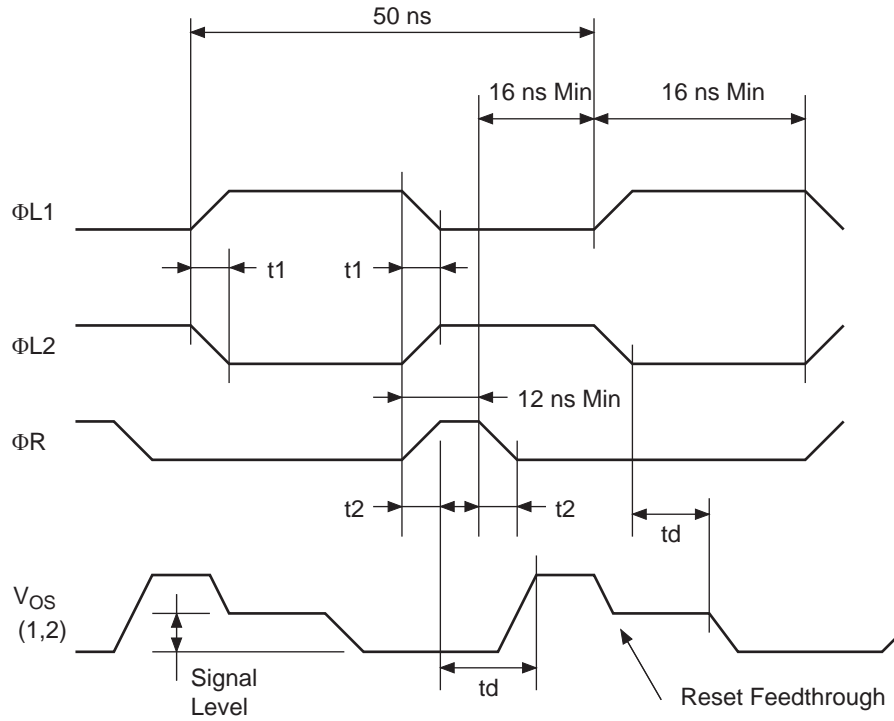 50 ns
16 ns Min
16 ns Min
ΦL1
t1
t1
ΦL2
12 ns Min
ΦR
t2
t2
td
VOS
(1,2)
Signal
Level
td
Reset Feedthrough